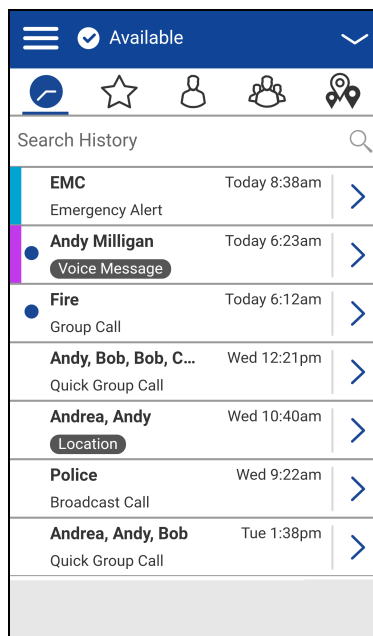 Available
Search History
EMC Today 8:38am
Emergency Alert
Andy Milligan Today 6:23am
Voice Message
Fire Today 6:12am
Group Call
Andy, Bob, Bob, C... Wed 12:21pm
Quick Group Call
Andrea, Andy Wed 10:40am
Location
Police Wed 9:22am
Broadcast Call
Andrea, Andy, Bob Tue 1:38pm
Quick Group Call